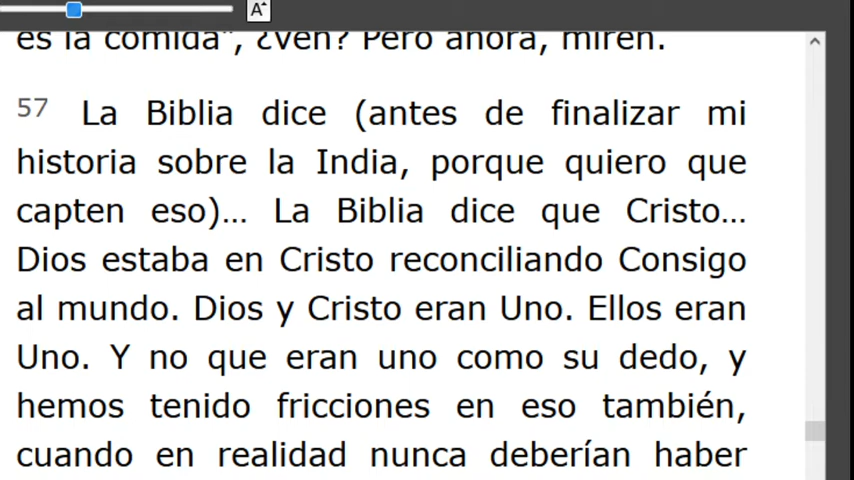 A
es la comida”, ¿ven? Pero ahora, miren.
57 La Biblia dice (antes de finalizar mi
historia sobre la India, porque quiero que
capten eso)... La Biblia dice que Cristo...
Dios estaba en Cristo reconciliando Consigo
al mundo. Dios y Cristo eran Uno. Ellos eran
Uno. Y no que eran uno como su dedo, y
hemos tenido fricciones en eso también,
cuando en realidad nunca deberían haber